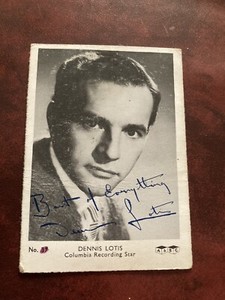 Best of Everything
Dennis Lotis
No.
DENNIS LOTIS
Columbia Recording Star